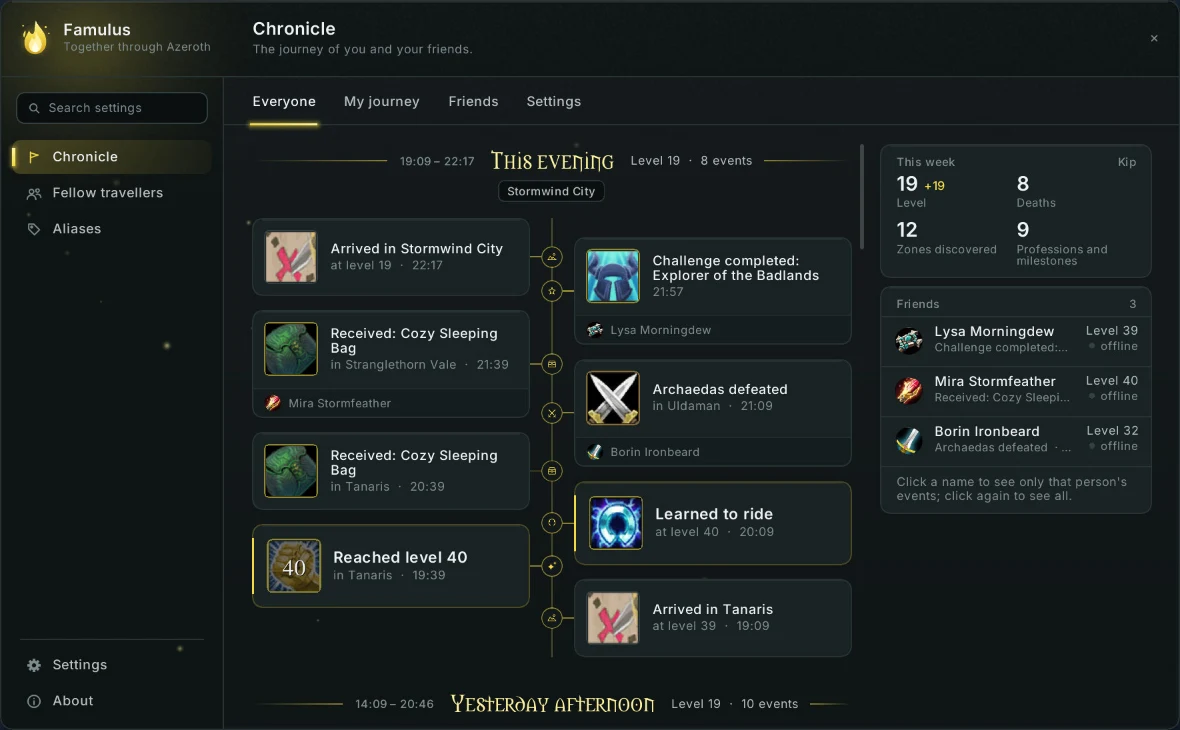 Famulus
Together through Azeroth
Chronicle
The journey of you and your friends.
Search settings
Chronicle
Fellow travellers
Aliases
Settings
About
Everyone
My journey
Friends
Settings
19:09 – 22:17
This evening
Level 19 · 8 events
Stormwind City
Arrived in Stormwind City
at level 19 · 22:17
Challenge completed:
Explorer of the Badlands
21:57
Lysa Morningdew
Received: Cozy Sleeping
Bag
in Stranglethorn Vale · 21:39
Mira Stormfeather
Archaedas defeated
in Uldaman · 21:09
Borin Ironbeard
Received: Cozy Sleeping
Bag
in Tanaris · 20:39
Learned to ride
at level 40 · 20:09
40
Reached level 40
in Tanaris · 19:39
Arrived in Tanaris
at level 39 · 19:09
14:09 – 20:46
Yesterday afternoon
Level 19 · 10 events
This week
Kip
19 +19
Level
8
Deaths
12
Zones discovered
9
Professions and
milestones
Friends
3
Lysa Morningdew
Level 39
Challenge completed:...
offline
Mira Stormfeather
Level 40
Received: Cozy Sleepi...
offline
Borin Ironbeard
Level 32
Archaedas defeated · ...
offline
Click a name to see only that person's
events; click again to see all.